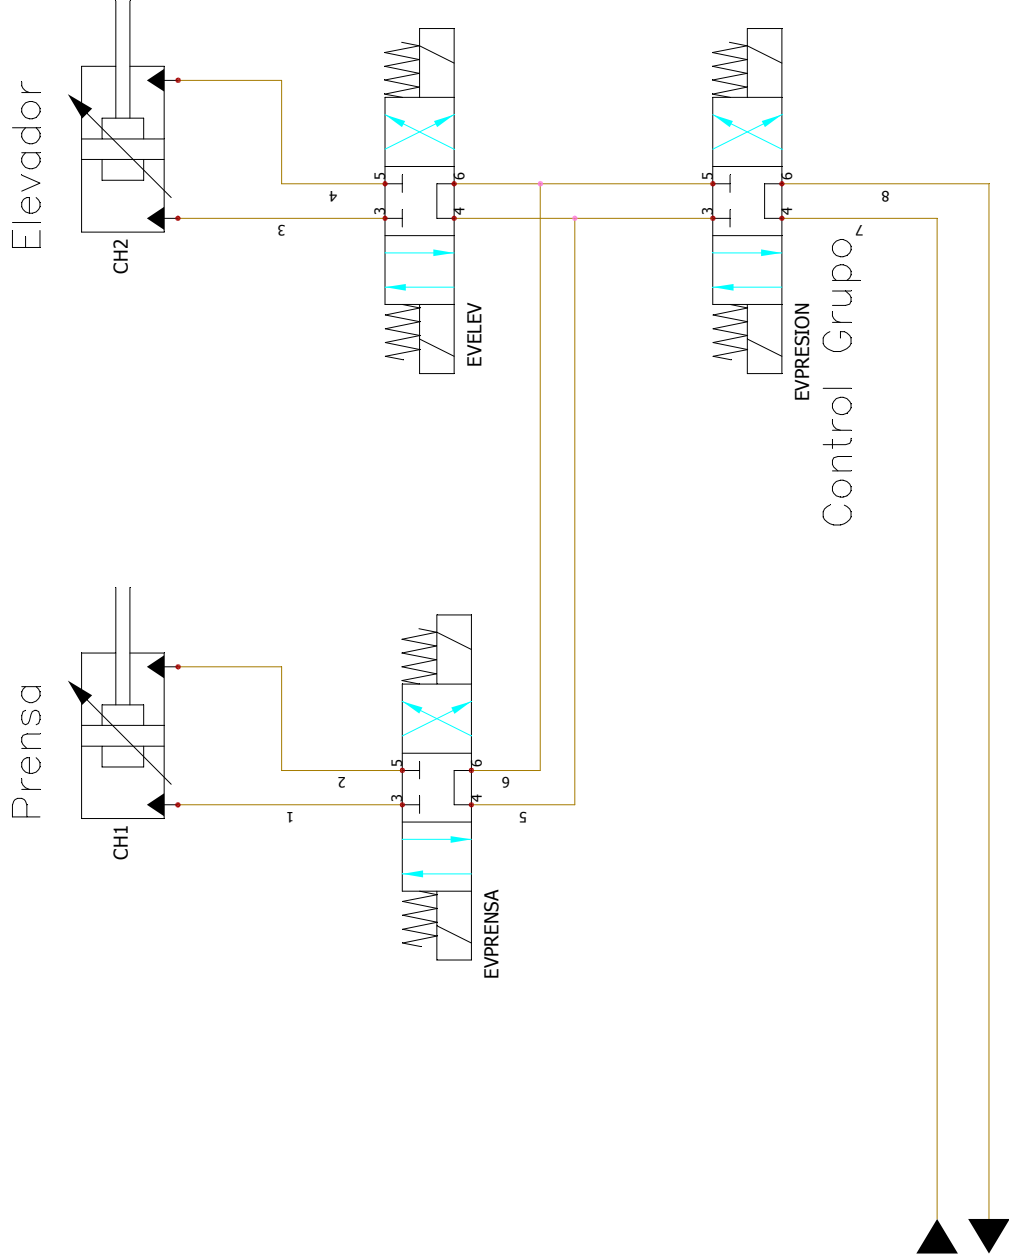 Elevador
CH2
4
3
5
3
6
4
EVELEV
5
3
6
4
EVPRESION
8
7
Control Grupo
Prensa
CH1
2
1
5
3
6
4
EVPRENSA
6
5